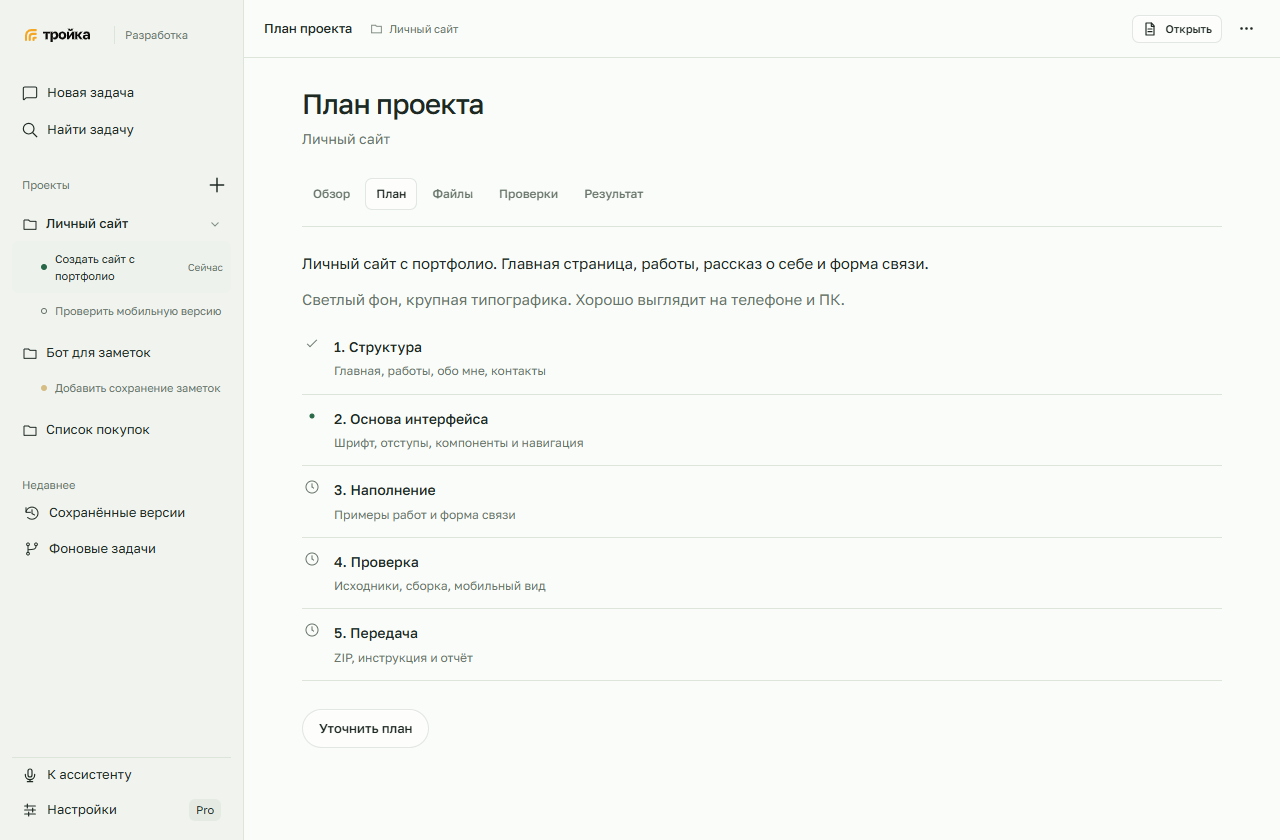 тройка
Разработка
Новая задача
Найти задачу
Проекты
Личный сайт
Создать сайт с
портфолио
Сейчас
Проверить мобильную версию
Бот для заметок
Добавить сохранение заметок
Список покупок
Недавнее
Сохранённые версии
Фоновые задачи
К ассистенту
Настройки
Pro
План проекта
Личный сайт
Открыть
План проекта
Личный сайт
Обзор
План
Файлы
Проверки
Результат
Личный сайт с портфолио. Главная страница, работы, рассказ о себе и форма связи.
Светлый фон, крупная типографика. Хорошо выглядит на телефоне и ПК.
1. Структура
Главная, работы, обо мне, контакты
2. Основа интерфейса
Шрифт, отступы, компоненты и навигация
3. Наполнение
Примеры работ и форма связи
4. Проверка
Исходники, сборка, мобильный вид
5. Передача
ZIP, инструкция и отчёт
Уточнить план